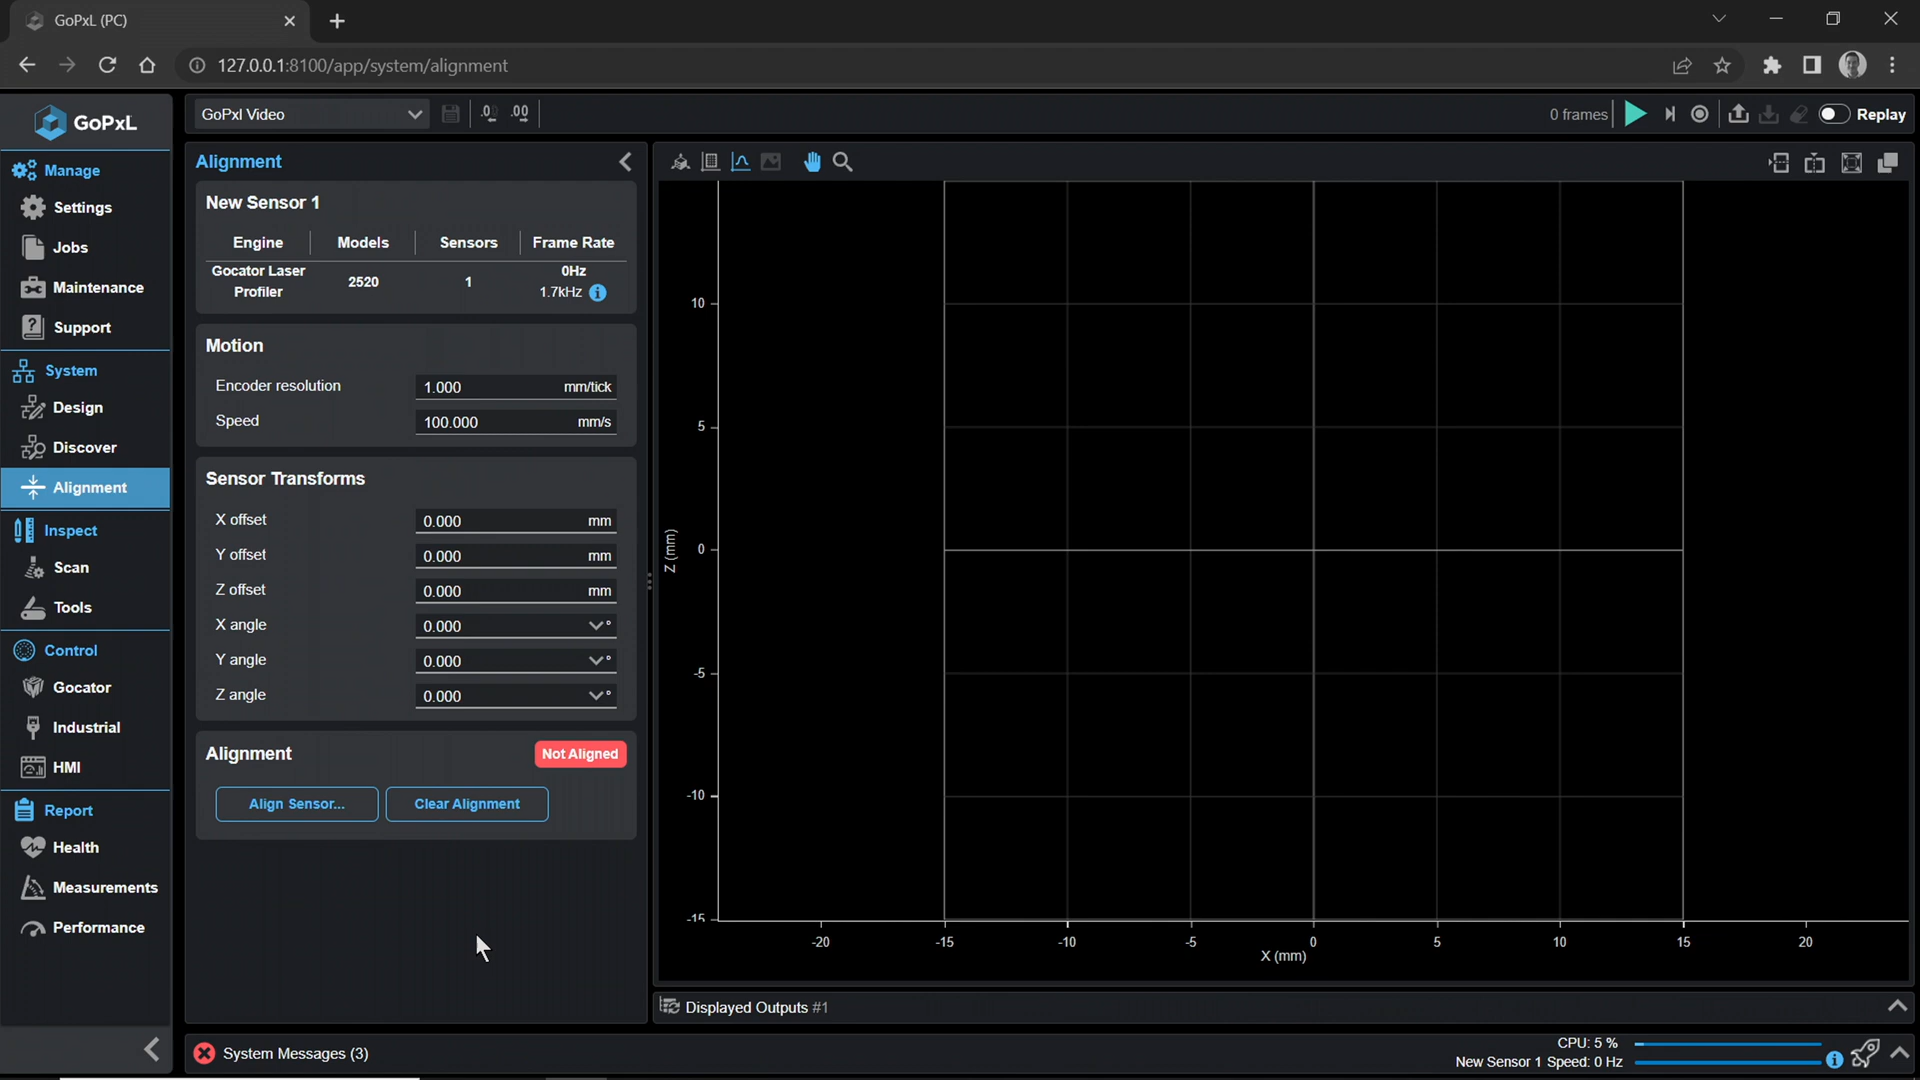 GoPxL (PC)
127.0.0.1:8100/app/system/alignment
GoPxL
GoPxl Video
.0
.00
0 frames
Replay
Manage
Settings
Jobs
Maintenance
Support
System
Design
Discover
Alignment
Inspect
Scan
Tools
Control
Gocator
Industrial
HMI
Report
Health
Measurements
Performance
Alignment
New Sensor 1
Engine Models Sensors Frame Rate
Gocator Laser Profiler 2520 1 0Hz
1.7kHz
Motion
Encoder resolution 1.000 mm/tick
Speed 100.000 mm/s
Sensor Transforms
X offset 0.000 mm
Y offset 0.000 mm
Z offset 0.000 mm
X angle 0.000 °
Y angle 0.000 °
Z angle 0.000 °
Alignment Not Aligned
Align Sensor... Clear Alignment
10
5
0
-5
-10
-15
Z (mm)
-20 -15 -10 -5 0 5 10 15 20
X (mm)
Displayed Outputs #1
System Messages (3)
CPU: 5 %
New Sensor 1 Speed: 0 Hz